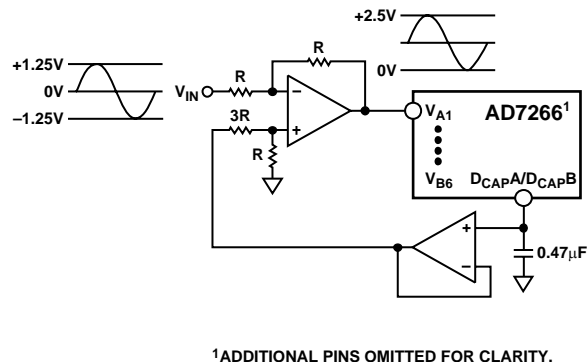 +2.5V
0V
+1.25V
0V
–1.25V
R
V_IN
R
–
+
3R
R
V_A1
AD7266¹
V_B6
D_CAPA/D_CAPB
+
–
0.47µF
¹ADDITIONAL PINS OMITTED FOR CLARITY.